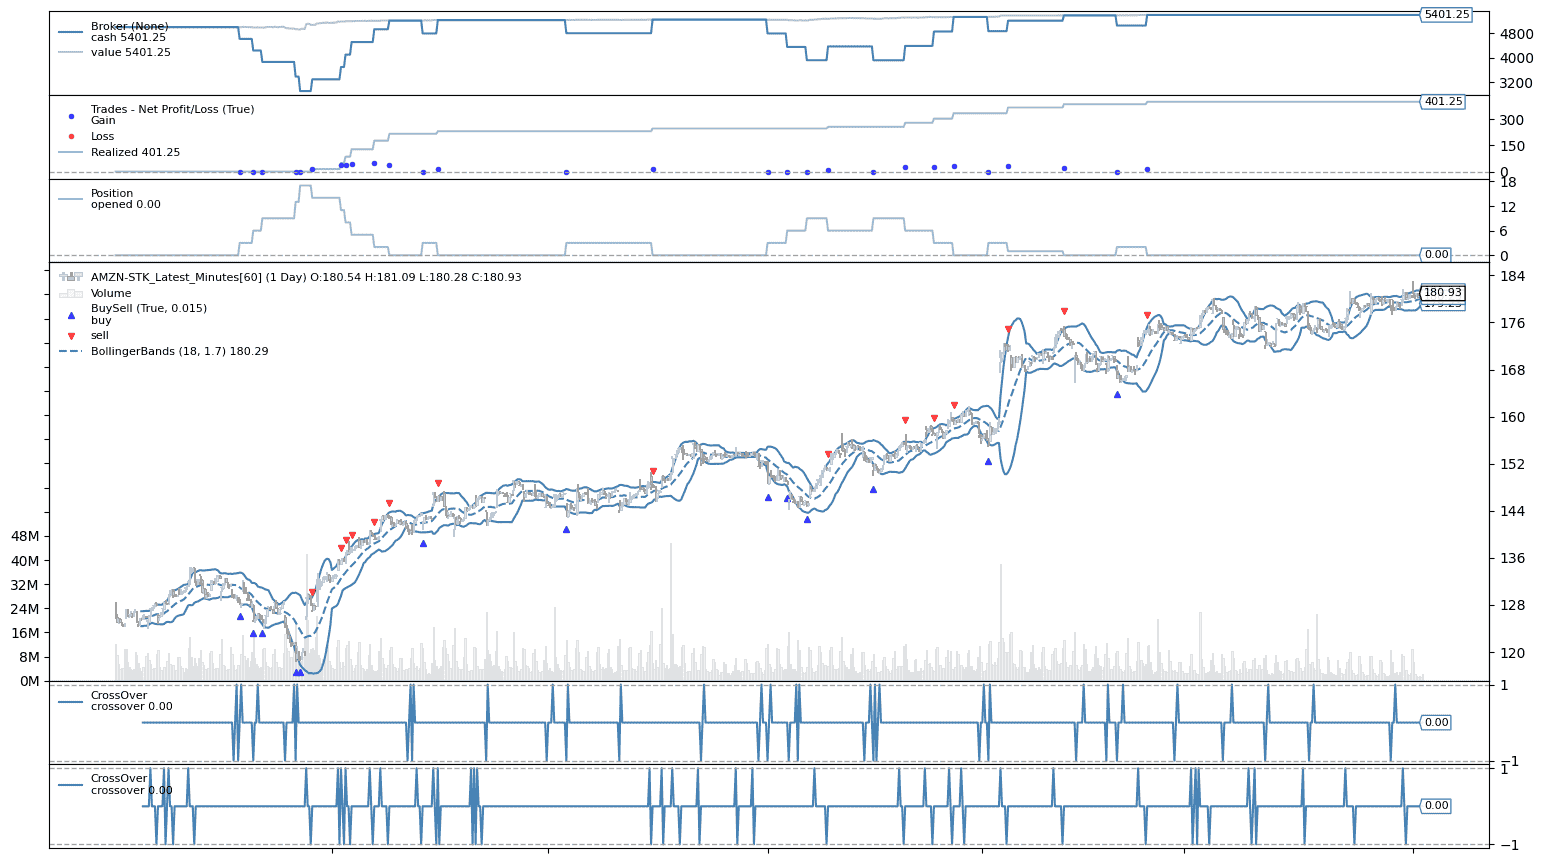 Broker (None)
cash 5401.25
value 5401.25
5401.25
4800
4000
3200
Trades - Net Profit/Loss (True)
Gain
Loss
Realized 401.25
401.25
300
150
0
Position
opened 0.00
18
12
6
0
0.00
AMZN-STK_Latest_Minutes[60] (1 Day) O:180.54 H:181.09 L:180.28 C:180.93
Volume
BuySell (True, 0.015)
buy
sell
BollingerBands (18, 1.7) 180.29
180.93
184
176
168
160
152
144
136
128
120
48M
40M
32M
24M
16M
8M
0M
CrossOver
crossover 0.00
1
0.00
−1
CrossOver
crossover 0.00
1
0.00
−1